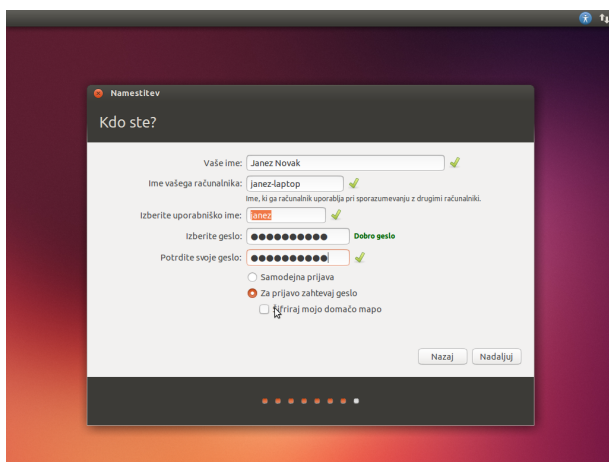 Namestitev
Kdo ste?
Vaše ime: Janez Novak
Ime vašega računalnika: janez-laptop
Ime, ki ga računalnik uporablja pri sporazumevanju z drugimi računalniki.
Izberite uporabniško ime: janez
Izberite geslo: ●●●●●●●●●● Dobro geslo
Potrdite svoje geslo: ●●●●●●●●●●
Samodejna prijava
Za prijavo zahtevaj geslo
Šifriraj mojo domačo mapo
Nazaj Nadaljuj